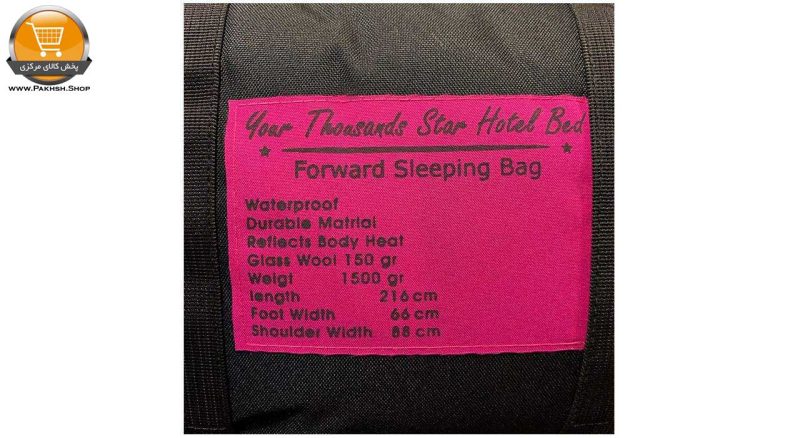 پخش کالای مرکزی
www.Pakhsh.Shop
Your Thousands Star Hotel Bed
Forward Sleeping Bag
Waterproof
Durable Matrial
Reflects Body Heat
Glass Wool 150 gr
Weigt 1500 gr
length 216 cm
Foot Width 66 cm
Shoulder Width 88 cm